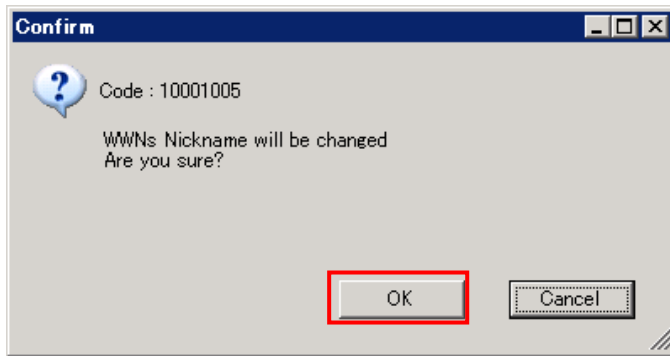 Confirm
Code : 10001005
WWNs Nickname will be changed
Are you sure?
OK
Cancel